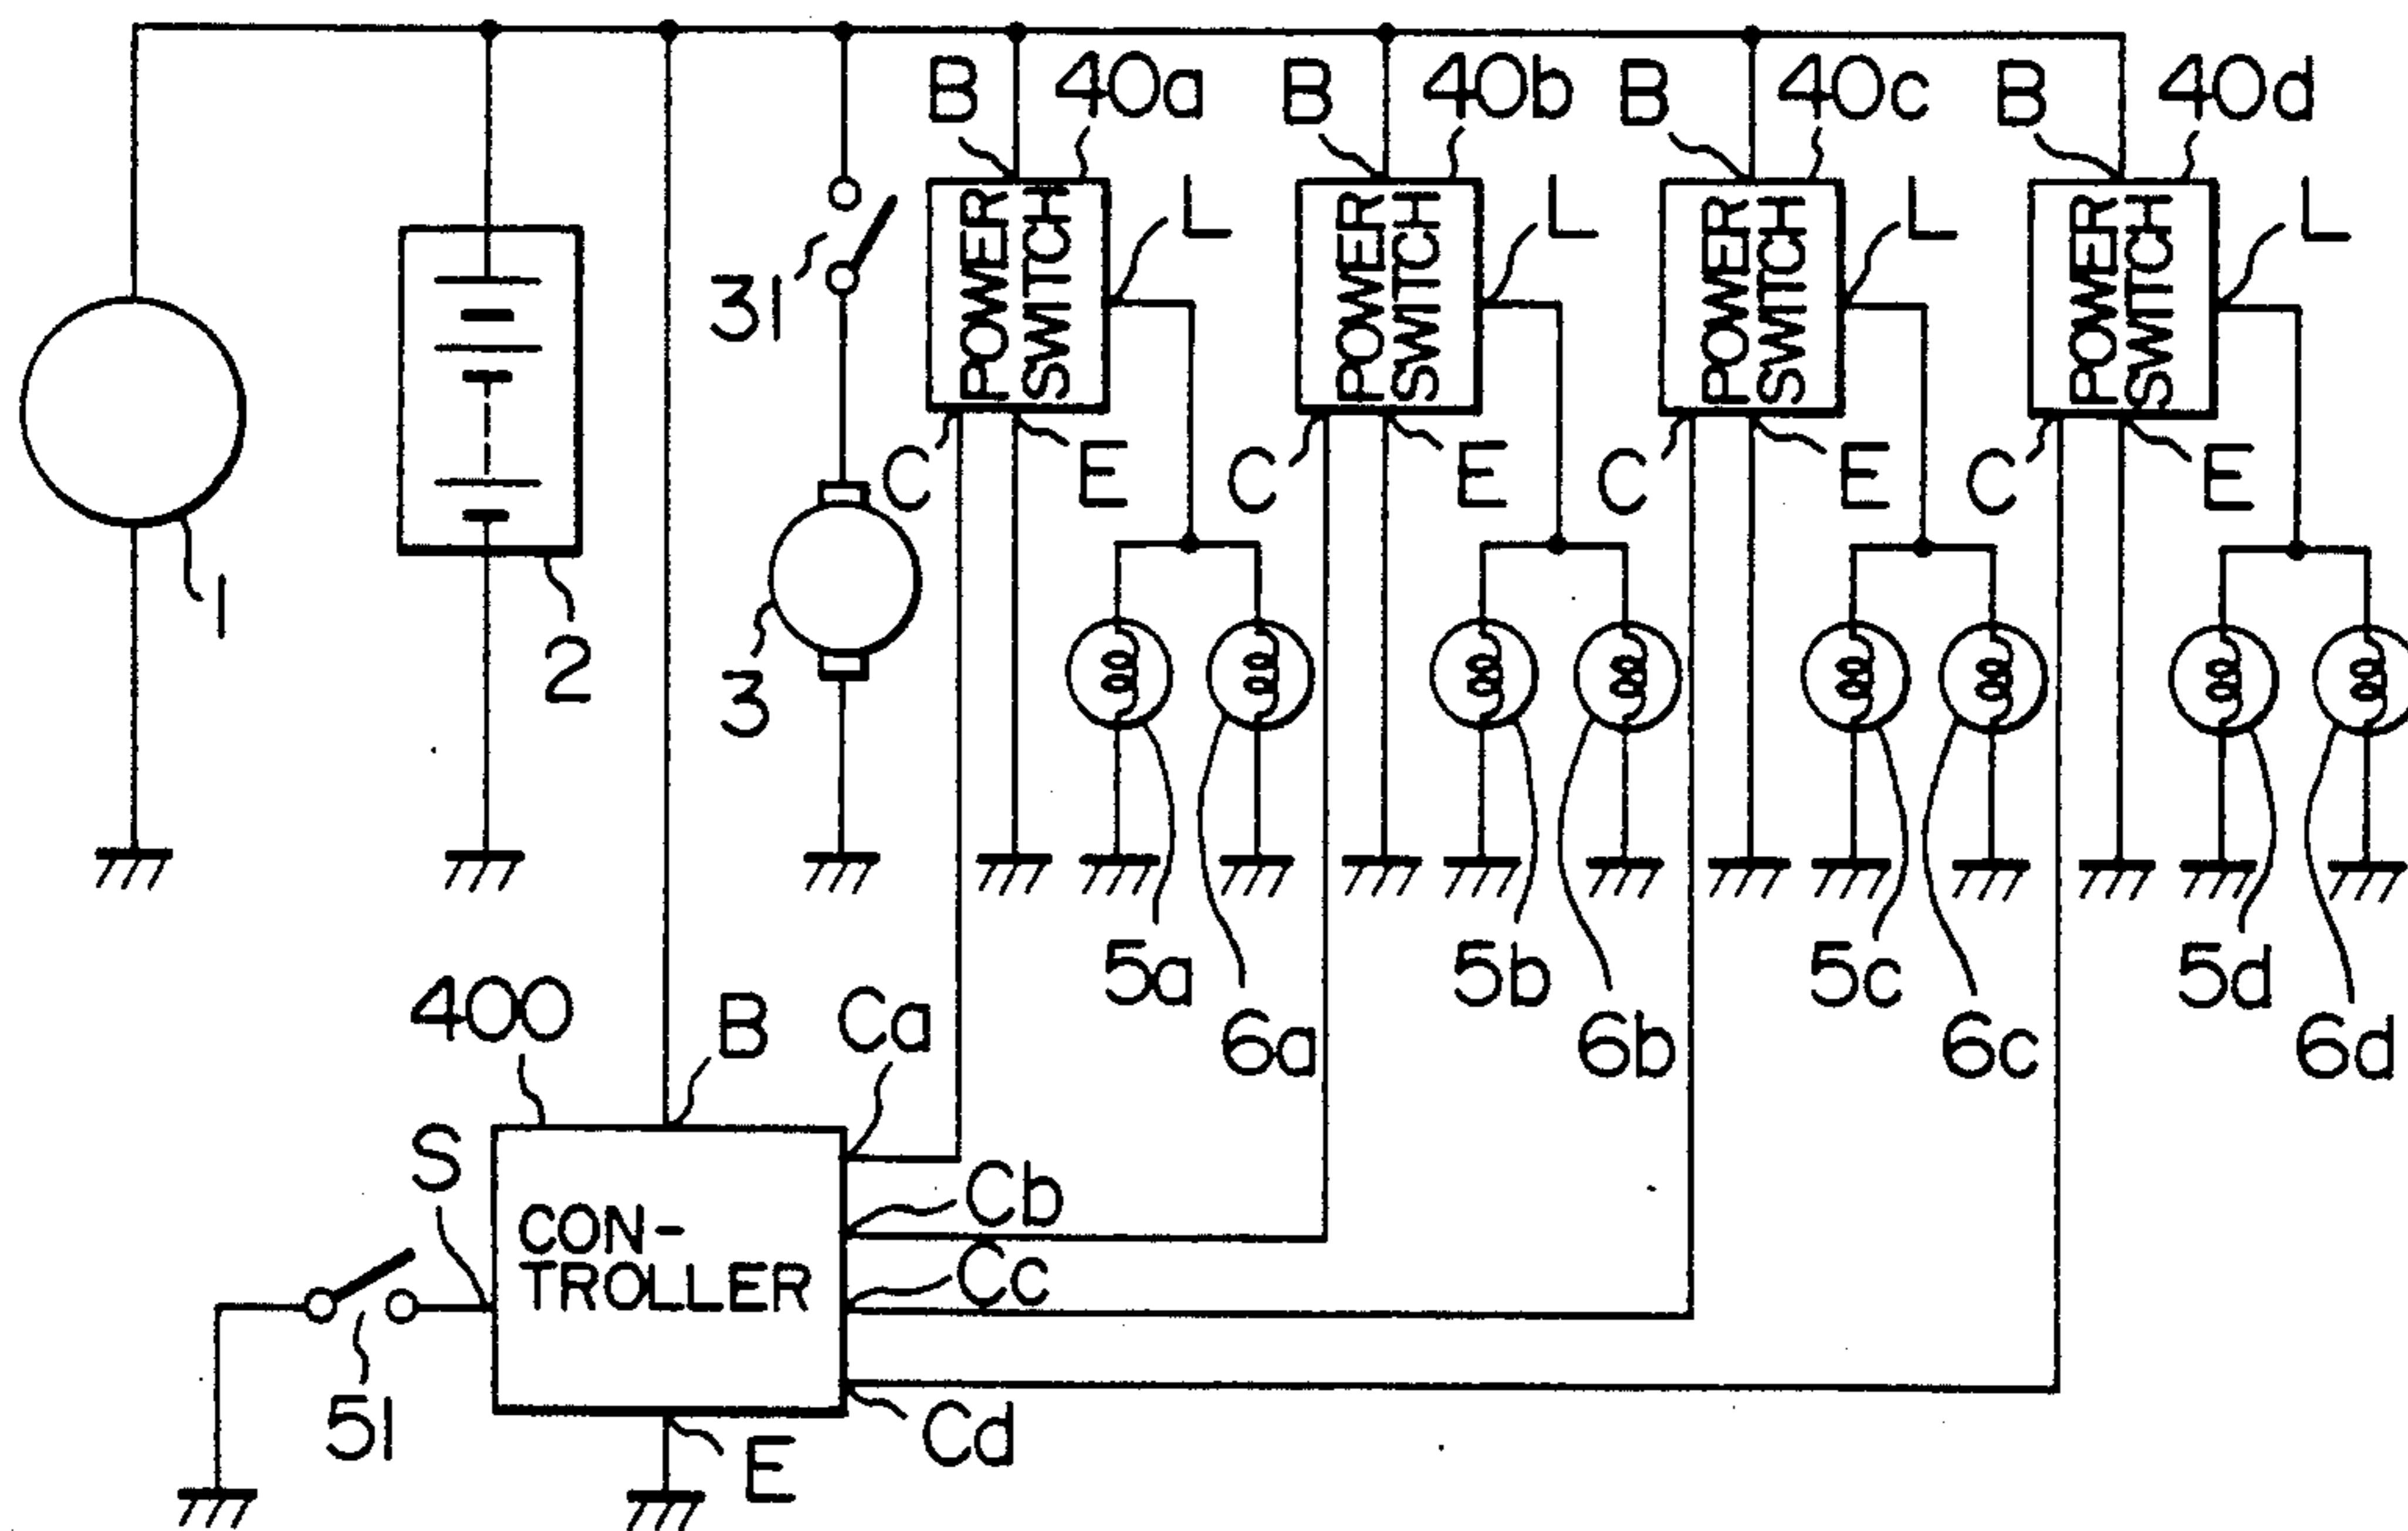 B 40a B 40b B 40c B 40d
POWER
SWITCH
L
POWER
SWITCH
L
POWER
SWITCH
L
POWER
SWITCH
L
31
C E C E C E C E
1
2
3
5a 5b 5c 5d
6a 6b 6c 6d
400 B Ca
S
CON-
TROLLER
Cb
Cc
51
E
Cd